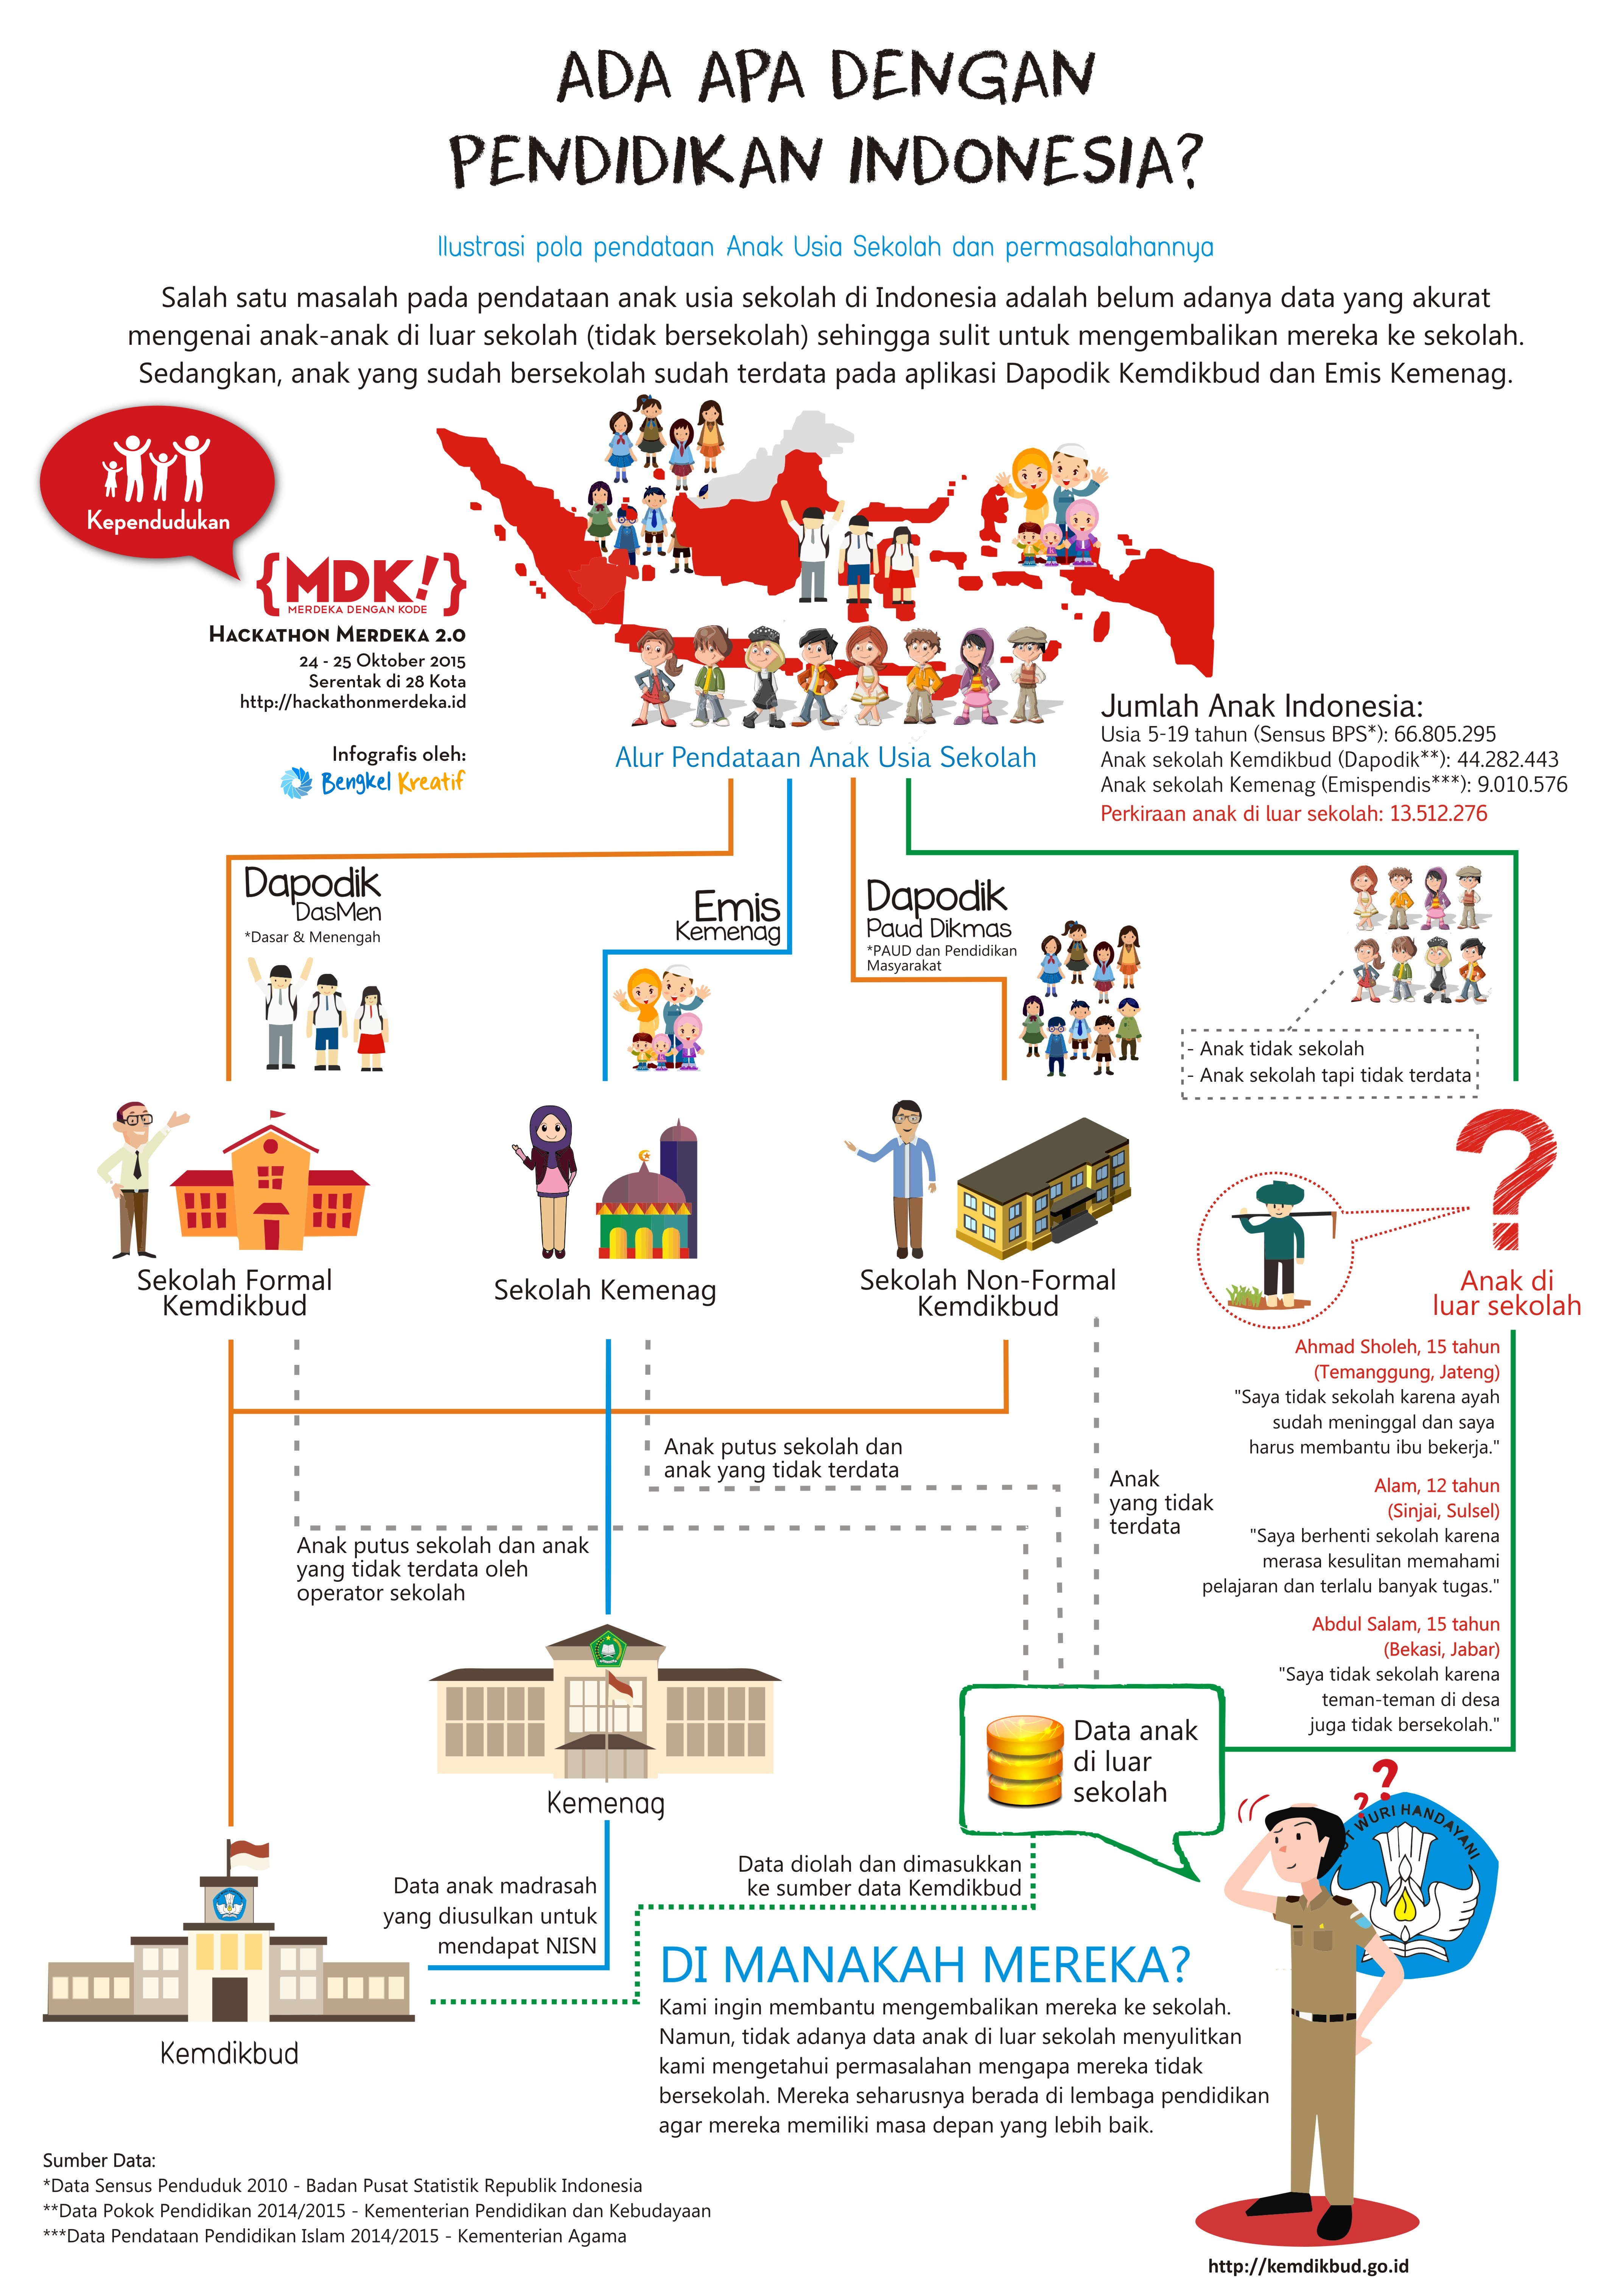 ADA APA DENGAN
PENDIDIKAN INDONESIA?
Ilustrasi pola pendataan Anak Usia Sekolah dan permasalahannya
Salah satu masalah pada pendataan anak usia sekolah di Indonesia adalah belum adanya data yang akurat
mengenai anak-anak di luar sekolah (tidak bersekolah) sehingga sulit untuk mengembalikan mereka ke sekolah.
Sedangkan, anak yang sudah bersekolah sudah terdata pada aplikasi Dapodik Kemdikbud dan Emis Kemenag.
Kependudukan
{MDK!}
MERDEKA DENGAN KODE
HACKATHON MERDEKA 2.0
24 - 25 Oktober 2015
Serentak di 28 Kota
http://hackathonmerdeka.id
Infografis oleh:
Bengkel Kreatif
Alur Pendataan Anak Usia Sekolah
Jumlah Anak Indonesia:
Usia 5-19 tahun (Sensus BPS*): 66.805.295
Anak sekolah Kemdikbud (Dapodik**): 44.282.443
Anak sekolah Kemenag (Emispendis***): 9.010.576
Perkiraan anak di luar sekolah: 13.512.276
Dapodik
DasMen
*Dasar & Menengah
Emis
Kemenag
Dapodik
Paud Dikmas
*PAUD dan Pendidikan
Masyarakat
- Anak tidak sekolah
- Anak sekolah tapi tidak terdata
Sekolah Formal
Kemdikbud
Sekolah Kemenag
Sekolah Non-Formal
Kemdikbud
?
Anak di
luar sekolah
Ahmad Sholeh, 15 tahun
(Temanggung, Jateng)
"Saya tidak sekolah karena ayah
sudah meninggal dan saya
harus membantu ibu bekerja."
Alam, 12 tahun
(Sinjai, Sulsel)
"Saya berhenti sekolah karena
merasa kesulitan memahami
pelajaran dan terlalu banyak tugas."
Abdul Salam, 15 tahun
(Bekasi, Jabar)
"Saya tidak sekolah karena
teman-teman di desa
juga tidak bersekolah."
Anak putus sekolah dan
anak yang tidak terdata
Anak
yang tidak
terdata
Anak putus sekolah dan anak
yang tidak terdata oleh
operator sekolah
Kemenag
Data anak
di luar
sekolah
? ?
WURI HANDAYANI
Data diolah dan dimasukkan
ke sumber data Kemdikbud
Data anak madrasah
yang diusulkan untuk
mendapat NISN
Kemdikbud
DI MANAKAH MEREKA?
Kami ingin membantu mengembalikan mereka ke sekolah.
Namun, tidak adanya data anak di luar sekolah menyulitkan
kami mengetahui permasalahan mengapa mereka tidak
bersekolah. Mereka seharusnya berada di lembaga pendidikan
agar mereka memiliki masa depan yang lebih baik.
Sumber Data:
*Data Sensus Penduduk 2010 - Badan Pusat Statistik Republik Indonesia
**Data Pokok Pendidikan 2014/2015 - Kementerian Pendidikan dan Kebudayaan
***Data Pendataan Pendidikan Islam 2014/2015 - Kementerian Agama
http://kemdikbud.go.id